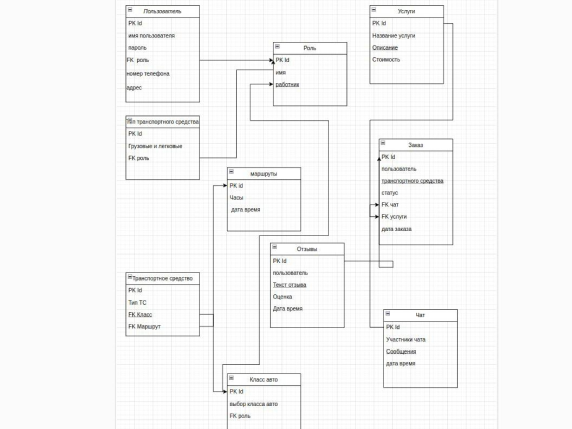 Пользователь
PK Id
имя пользователя
пароль
FK роль
номер телефона
адрес
Роль
PK Id
имя
работник
Услуги
PK Id
Название услуги
Описание
Стоимость
Тип транспортного средства
PK Id
Грузовые и легковые
FK роль
маршруты
PK id
Часы
дата время
Заказ
PK Id
пользователь
транспортного средства
статус
FK чат
FK услуги
дата заказа
Отзывы
PK Id
пользователь
Текст отзыва
Оценка
Дата время
Транспортное средство
PK Id
Тип ТС
FK Класс
FK Маршрут
Чат
PK Id
Участники чата
Сообщения
дата время
Класс авто
PK Id
выбор класса авто
FK роль